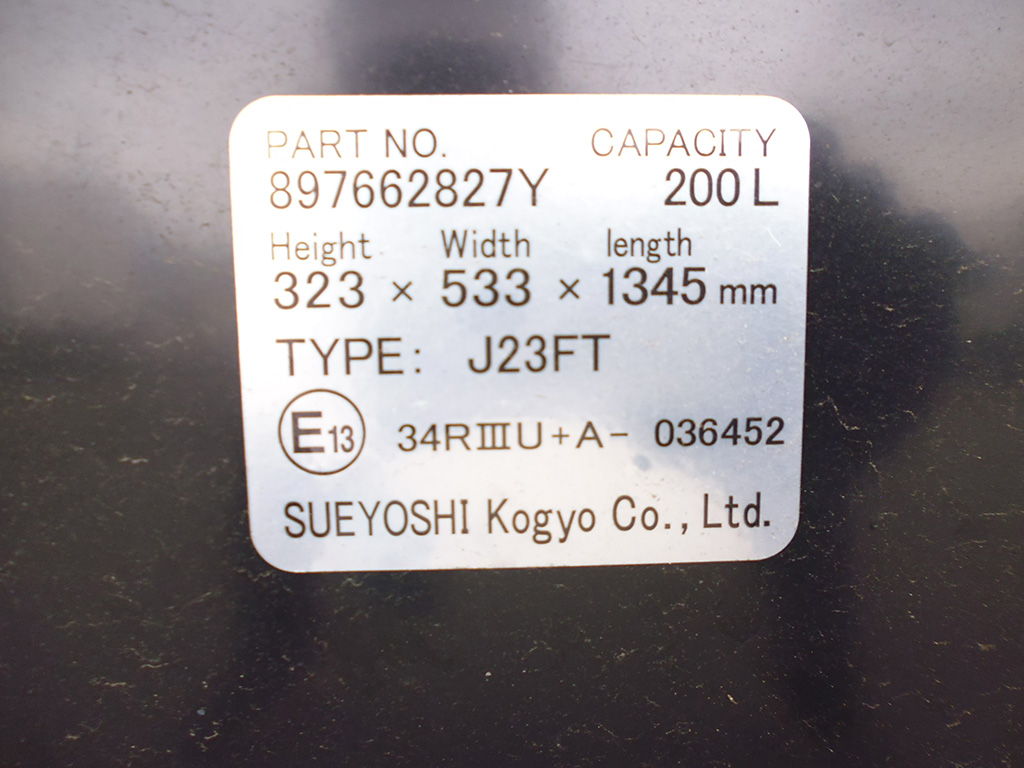 PART NO. CAPACITY
897662827Y 200L
Height Width length
323 × 533 × 1345 mm
TYPE: J23FT
E13 34RⅢU+A- 036452
SUEYOSHI Kogyo Co., Ltd.